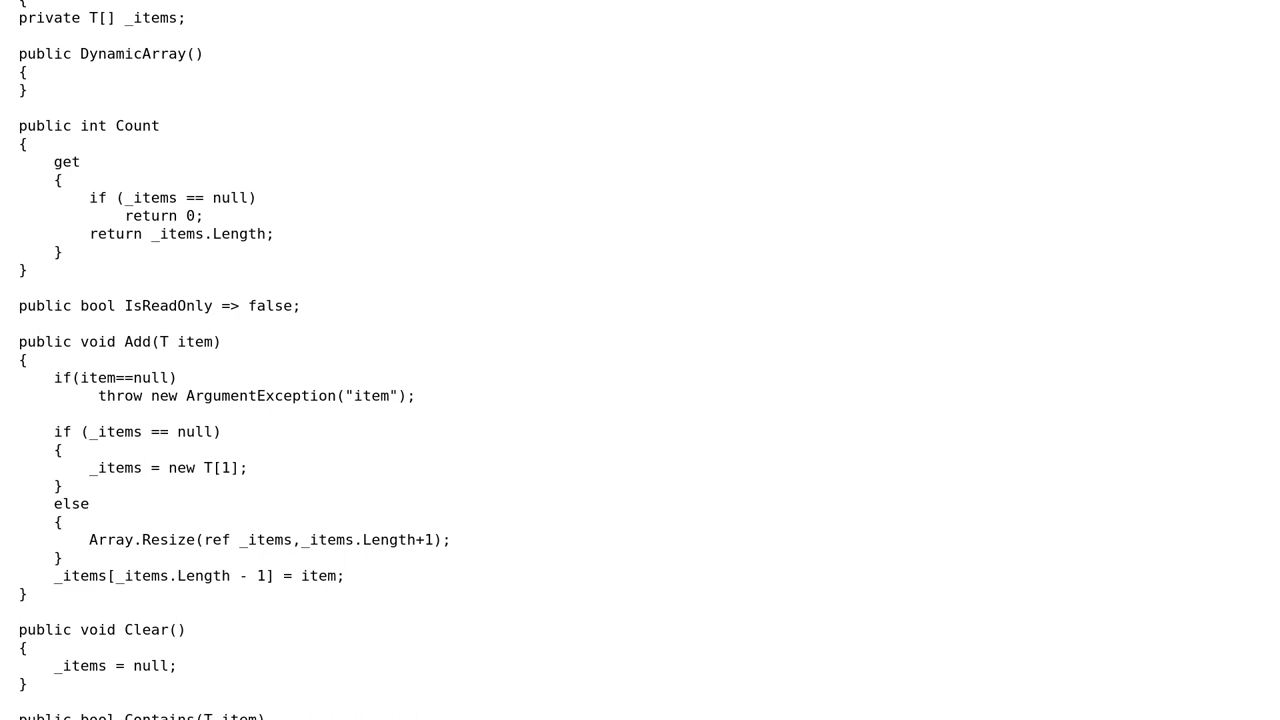 {
private T[] _items;

public DynamicArray()
{
}

public int Count
{
    get
    {
        if (_items == null)
            return 0;
        return _items.Length;
    }
}

public bool IsReadOnly => false;

public void Add(T item)
{
    if(item==null)
         throw new ArgumentException("item");

    if (_items == null)
    {
        _items = new T[1];
    }
    else
    {
        Array.Resize(ref _items,_items.Length+1);
    }
    _items[_items.Length - 1] = item;
}

public void Clear()
{
    _items = null;
}

public bool Contains(T item)